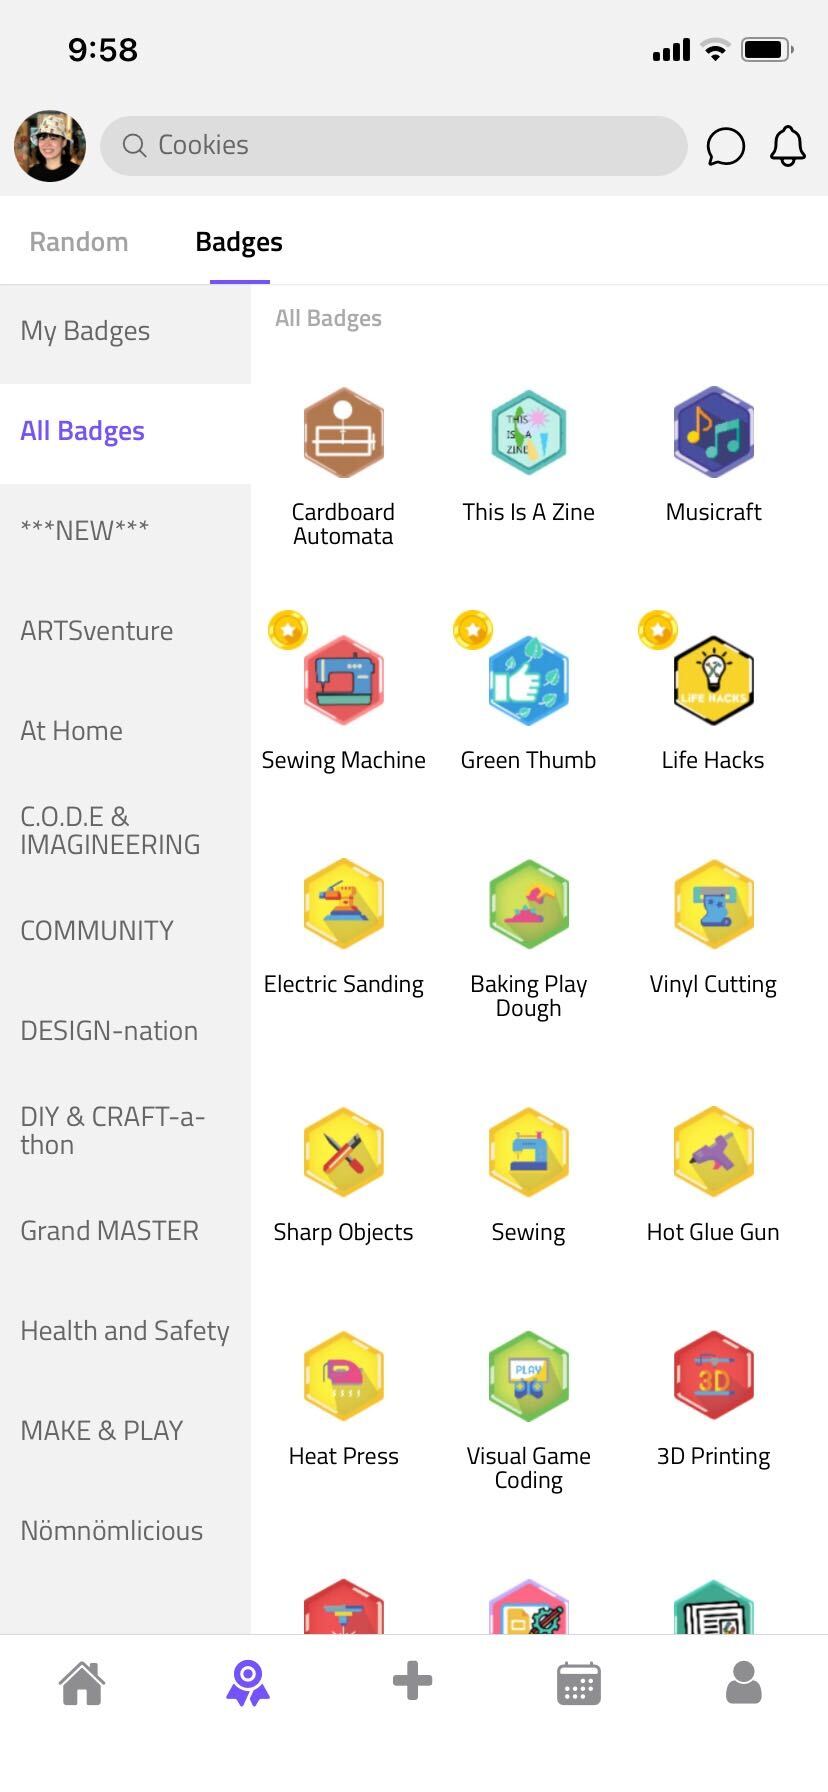 9:58
Cookies
Random
Badges
My Badges
All Badges
***NEW***
ARTSventure
At Home
C.O.D.E &
IMAGINEERING
COMMUNITY
DESIGN-nation
DIY & CRAFT-a-
thon
Grand MASTER
Health and Safety
MAKE & PLAY
Nömnömlicious
All Badges
THIS
IS A
ZINE
Cardboard
Automata
This Is A Zine
Musicraft
LiFE HACKS
Sewing Machine
Green Thumb
Life Hacks
Electric Sanding
Baking Play
Dough
Vinyl Cutting
Sharp Objects
Sewing
Hot Glue Gun
PLAY
3D
Heat Press
Visual Game
Coding
3D Printing